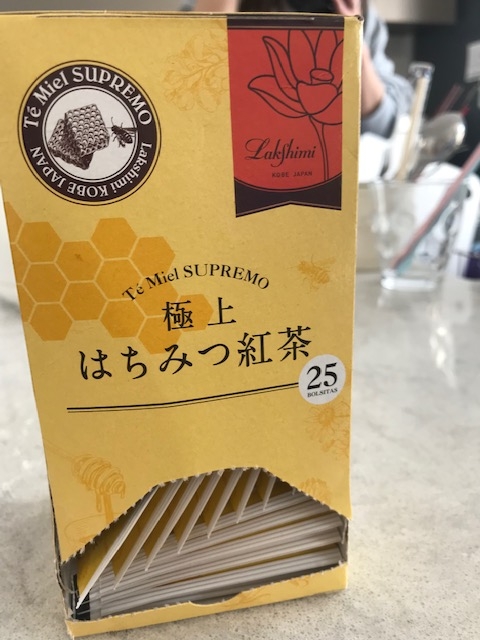 Té Miel SUPREMO
Lakshimi KOBE JAPAN
Lakshimi
KOBE JAPAN
Té Miel SUPREMO
極上
はちみつ紅茶
25
BOLSITAS